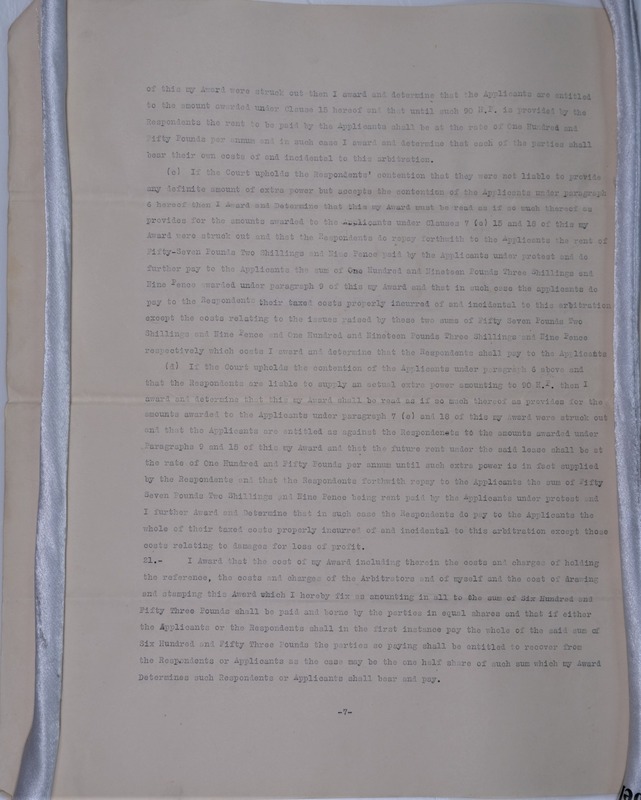 of this my Award were struck out then I award and determine that the Applicants are entitled
to the amount awarded under Clause 18 hereof and that until such 90 H.P. is provided by the
Respondents the rent to be paid by the Applicants shall be at the rate of One Hundred and
Fifty Pounds per annum and in such case I award and determine that each of the parties shall
bear their own costs of and incidental to this arbitration.
(c) If the Court upholds the Respondents' contention that they were not liable to provide
any definite amount of extra power but accepts the contention of the Applicants under paragraph
6 hereof then I Award and Determine that this my Award must be read as if so much thereof as
provides for the amounts awarded to the Applicants under Clauses 7 (e) 13 and 18 of this my
Award were struck out and that the Respondents do repay forthwith to the Applicants the rent of
Fifty-Seven Pounds Two Shillings and Nine Pence paid by the Applicants under protest and do
further pay to the Applicants the sum of One Hundred and Nineteen Pounds Three Shillings and
Nine Pence awarded under paragraph 9 of this my Award and that in such case the applicants do
pay to the Respondents their taxed costs properly insurred of and incidental to this arbitration
except the costs relating to the issues raised by these two sums of Fifty Seven Pounds Two
Shillings and Nine Pence and One Hundred and Nineteen Pounds Three Shillings and Nine Pence
respectively which costs I award and determine that the Respondents shall pay to the Applicants
(d) If the Court upholds the contention of the Applicants under paragraph 6 above and
that the Respondents are liable to supply an actual extra power amounting to 90 H.P. then I
award and determine that this my Award shall be read as if so much thereof as provides for the
amounts awarded to the Applicants under paragraph 7 (e) and 18 of this my Award were struck out
and that the Applicants are entitled as against the Respondents to the amounts awarded under
Paragraphs 9 and 18 of this my Award and that the future rent under the said lease shall be at
the rate of One Hundred and Fifty Pounds per annum until such extra power is in fact supplied
by the Respondents and that the Respondents forthwith repay to the Applicants the sum of Fifty
Seven Pounds Two Shillings and Nine Pence being rent paid by the Applicants under protest and
I further Award and Determine that in such case the Respondents do pay to the Applicants the
whole of their taxed costs properly insurred of and incidental to this arbitration except those
costs relating to damages for loss of profit.
21.- I Award that the cost of my Award including therein the costs and charges of holding
the reference, the costs and charges of the Arbitrators and of myself and the cost of drawing
and stamping this Award which I hereby fix as amounting in all to the sum of Six Hundred and
Fifty Three Pounds shall be paid and borne by the parties in equal shares and that if either
the Applicants or the Respondents shall in the first instance pay the whole of the said sum of
Six Hundred and Fifty Three Pounds the parties so paying shall be entitled to recover from
the Respondents or Applicants as the case may be the one half share of such sum which my Award
Determines such Respondents or Applicants shall bear and pay.
-7-